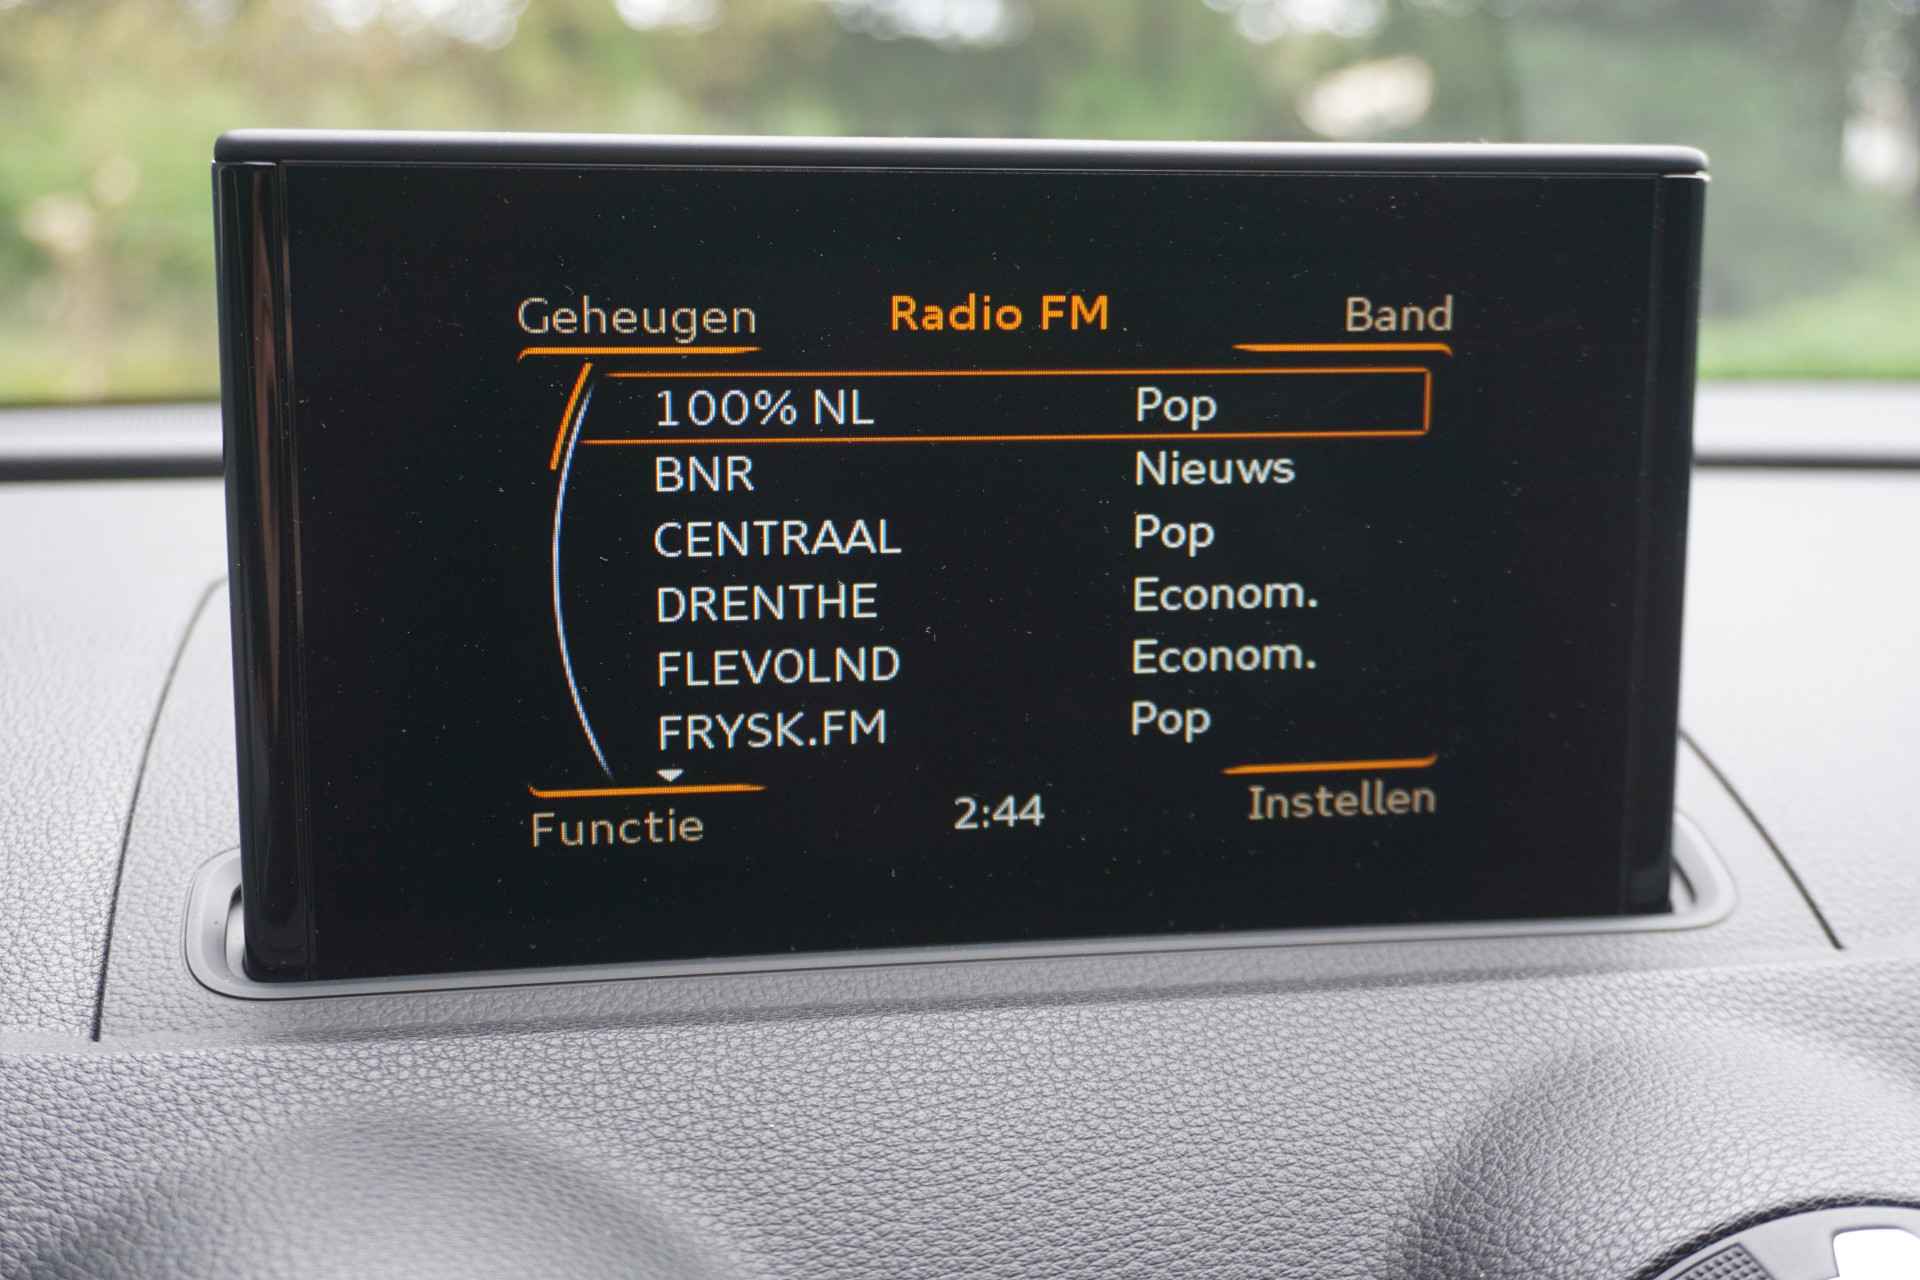 Geheugen Radio FM Band
100% NL Pop
BNR Nieuws
CENTRAAL Pop
DRENTHE Econom.
FLEVOLND Econom.
FRYSK.FM Pop
Functie 2:44 Instellen